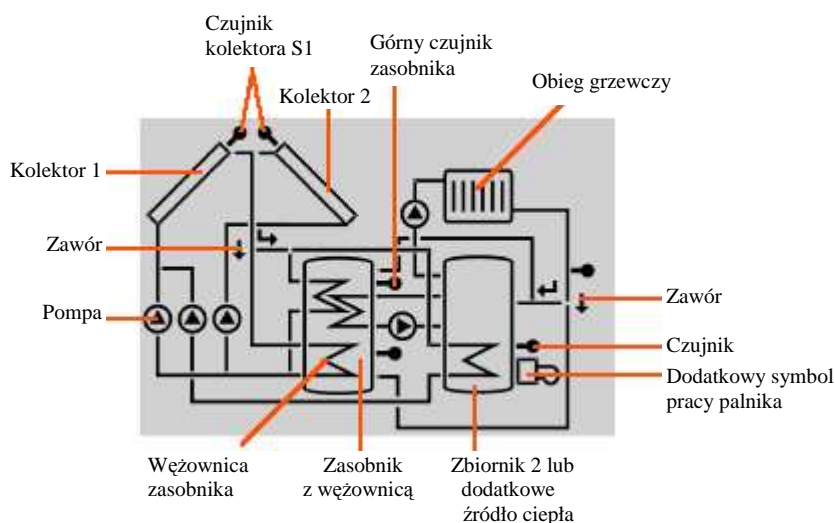 Czujnik
kolektora S1
Górny czujnik
zasobnika
Obieg grzewczy
Kolektor 2
Kolektor 1
Zawór
Zawór
Pompa
Czujnik
Dodatkowy symbol
pracy palnika
Wężownica
zasobnika
Zasobnik
z wężownicą
Zbiornik 2 lub
dodatkowe
źródło ciepła